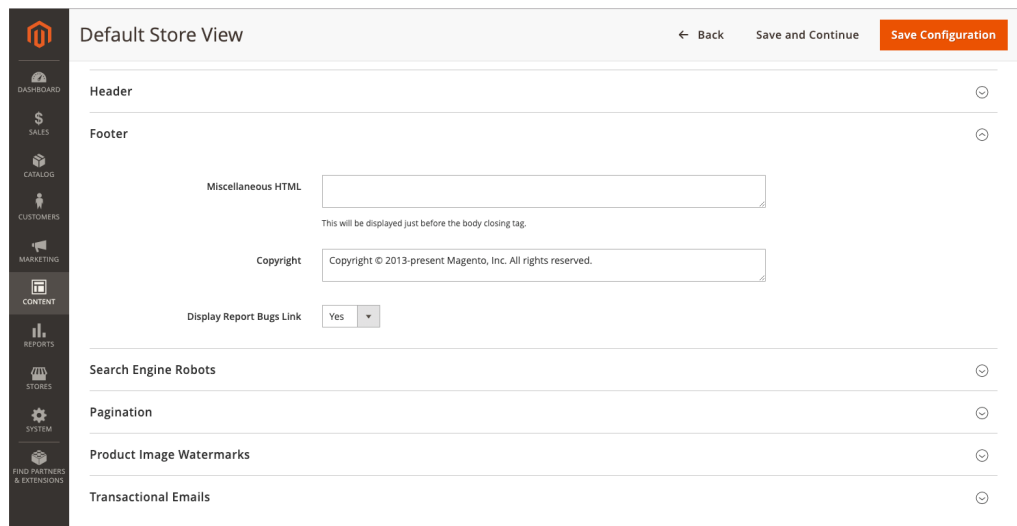 Default Store View
← Back
Save and Continue
Save Configuration
DASHBOARD
$
SALES
CATALOG
CUSTOMERS
MARKETING
CONTENT
REPORTS
STORES
SYSTEM
FIND PARTNERS
& EXTENSIONS
Header
Footer
Miscellaneous HTML
This will be displayed just before the body closing tag.
Copyright
Copyright © 2013-present Magento, Inc. All rights reserved.
Display Report Bugs Link
Yes
Search Engine Robots
Pagination
Product Image Watermarks
Transactional Emails